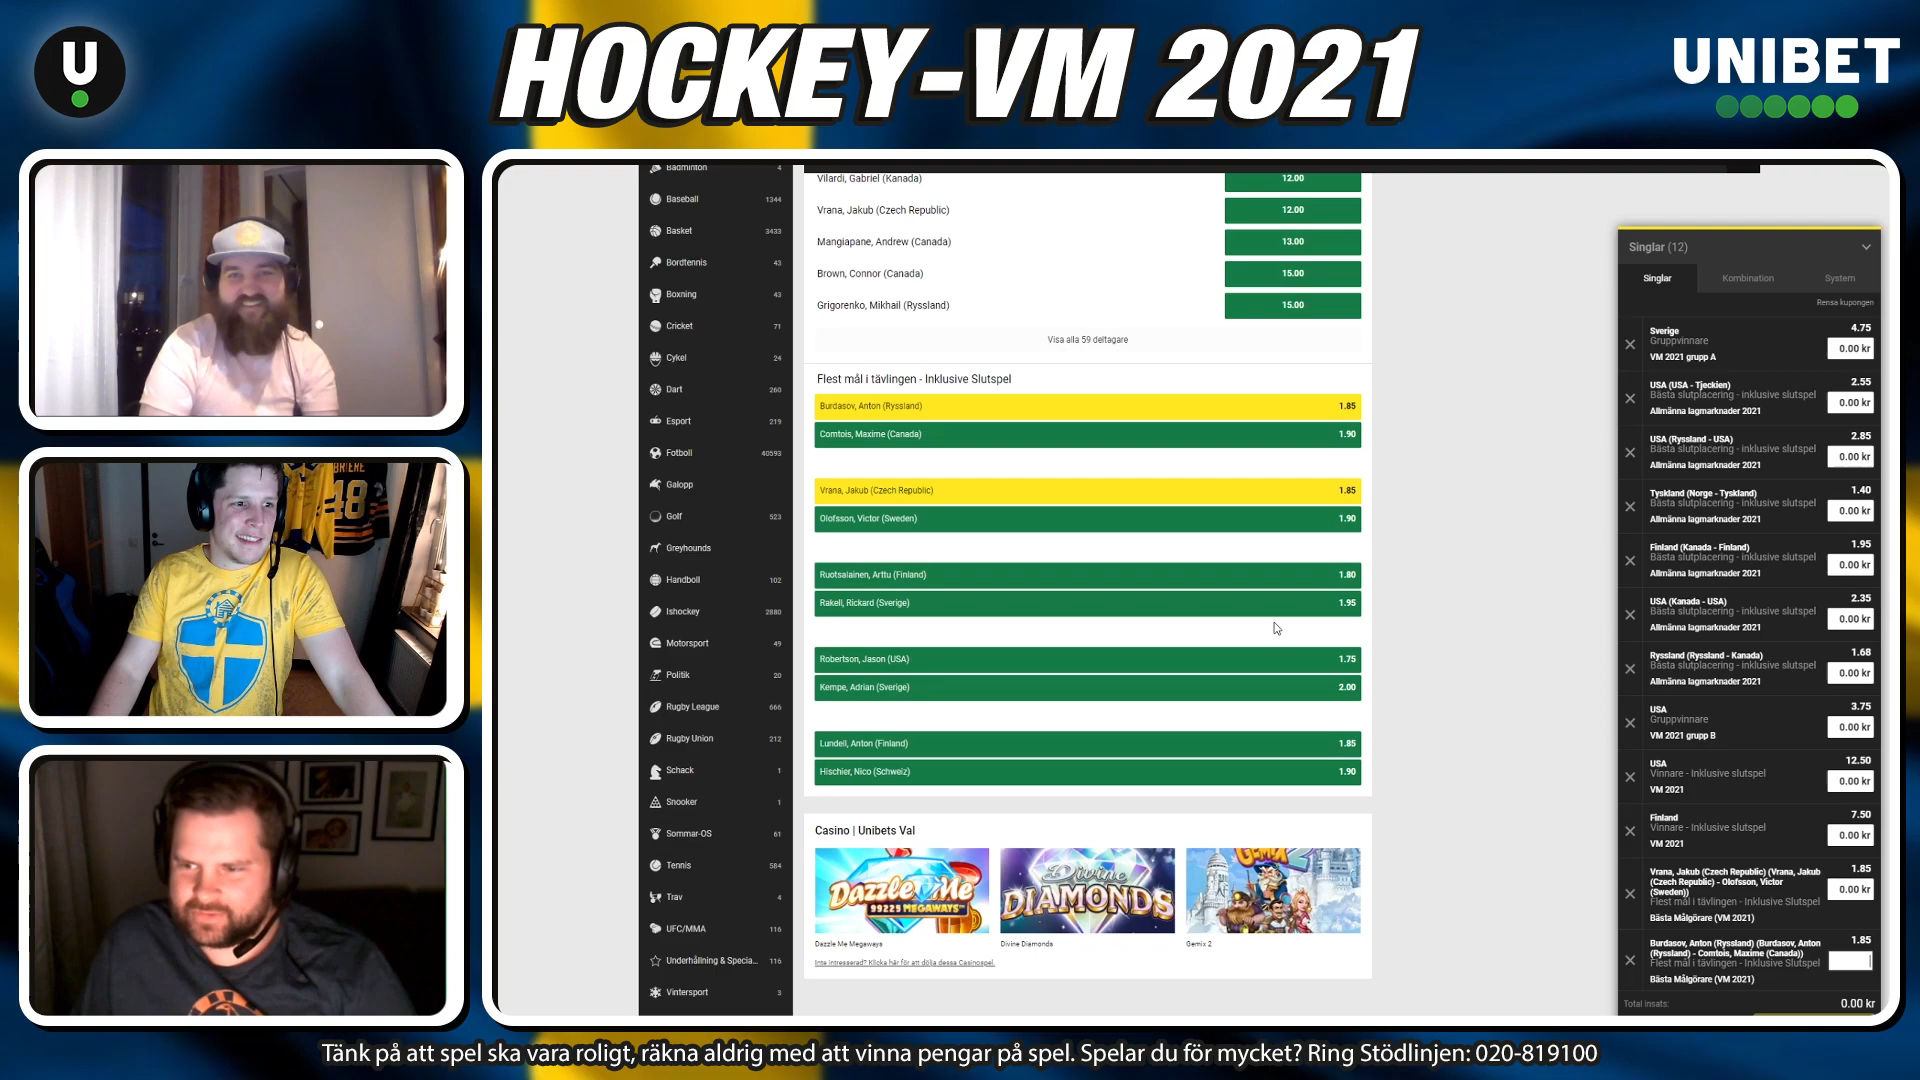 HOCKEY-VM 2021
U
UNIBET
BRIERE
48
Badminton 4
Baseball 1344
Basket 3433
Bordtennis 43
Boxning 43
Cricket 71
Cykel 24
Dart 260
Esport 219
Fotboll 40593
Galopp
Golf 523
Greyhounds
Handboll 102
Ishockey 2880
Motorsport 49
Politik 20
Rugby League 666
Rugby Union 212
Schack 1
Snooker 1
Sommar-OS 61
Tennis 584
Trav 4
UFC/MMA 116
Underhållning & Specia... 116
Vintersport 3
Vilardi, Gabriel (Kanada) 12.00
Vrana, Jakub (Czech Republic) 12.00
Mangiapane, Andrew (Canada) 13.00
Brown, Connor (Canada) 15.00
Grigorenko, Mikhail (Ryssland) 15.00
Visa alla 59 deltagare
Flest mål i tävlingen - Inklusive Slutspel
Burdasov, Anton (Ryssland) 1.85
Comtois, Maxime (Canada) 1.90
Vrana, Jakub (Czech Republic) 1.85
Olofsson, Victor (Sweden) 1.90
Ruotsalainen, Arttu (Finland) 1.80
Rakell, Rickard (Sverige) 1.95
Robertson, Jason (USA) 1.75
Kempe, Adrian (Sverige) 2.00
Lundell, Anton (Finland) 1.85
Hischier, Nico (Schweiz) 1.90
Casino | Unibets Val
Dazzle Me
99225 MEGAWAYS
Divine
DIAMONDS
GEMiX 2
Dazzle Me Megaways
Divine Diamonds
Gemix 2
Inte intresserad? Klicka här för att dölja dessa Casinospel.
Singlar (12)
Singlar Kombination System
Rensa kupongen
Sverige 4.75
Gruppvinnare 0.00 kr
VM 2021 grupp A
USA (USA - Tjeckien) 2.55
Bästa slutplacering - inklusive slutspel 0.00 kr
Allmänna lagmarknader 2021
USA (Ryssland - USA) 2.85
Bästa slutplacering - inklusive slutspel 0.00 kr
Allmänna lagmarknader 2021
Tyskland (Norge - Tyskland) 1.40
Bästa slutplacering - inklusive slutspel 0.00 kr
Allmänna lagmarknader 2021
Finland (Kanada - Finland) 1.95
Bästa slutplacering - inklusive slutspel 0.00 kr
Allmänna lagmarknader 2021
USA (Kanada - USA) 2.35
Bästa slutplacering - inklusive slutspel 0.00 kr
Allmänna lagmarknader 2021
Ryssland (Ryssland - Kanada) 1.68
Bästa slutplacering - inklusive slutspel 0.00 kr
Allmänna lagmarknader 2021
USA 3.75
Gruppvinnare 0.00 kr
VM 2021 grupp B
USA 12.50
Vinnare - Inklusive slutspel 0.00 kr
VM 2021
Finland 7.50
Vinnare - Inklusive slutspel 0.00 kr
VM 2021
Vrana, Jakub (Czech Republic) (Vrana, Jakub 1.85
(Czech Republic) - Olofsson, Victor 0.00 kr
(Sweden))
Flest mål i tävlingen - Inklusive Slutspel
Bästa Målgörare (VM 2021)
Burdasov, Anton (Ryssland) (Burdasov, Anton 1.85
(Ryssland) - Comtois, Maxime (Canada))
Flest mål i tävlingen - Inklusive Slutspel
Bästa Målgörare (VM 2021)
Total insats: 0.00 kr
Tänk på att spel ska vara roligt, räkna aldrig med att vinna pengar på spel. Spelar du för mycket? Ring Stödlinjen: 020-819100